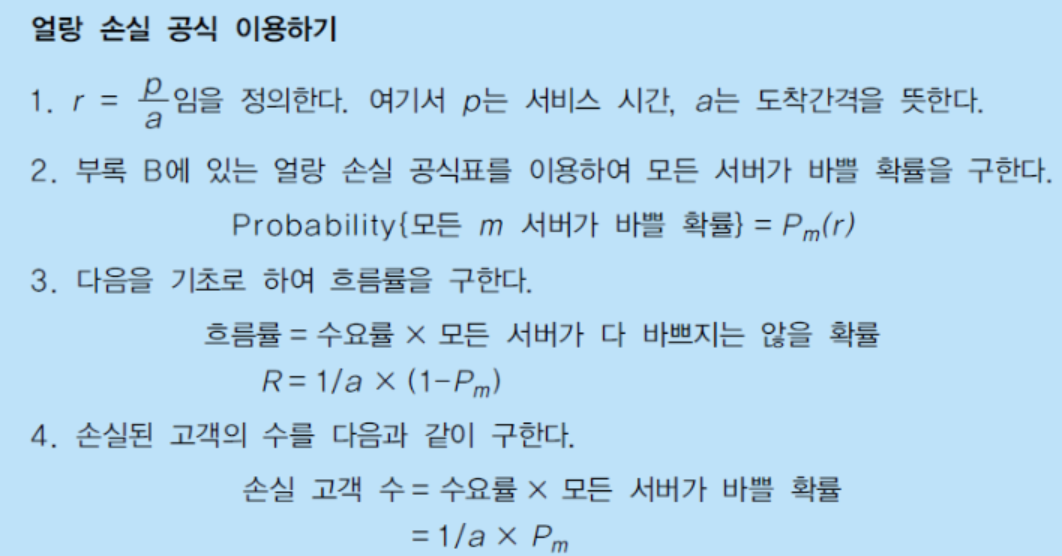 얼랑 손실 공식 이용하기
1. r = p/a 임을 정의한다. 여기서 p는 서비스 시간, a는 도착간격을 뜻한다.
2. 부록 B에 있는 얼랑 손실 공식표를 이용하여 모든 서버가 바쁠 확률을 구한다.
Probability{모든 m 서버가 바쁠 확률} = Pm(r)
3. 다음을 기초로 하여 흐름률을 구한다.
흐름률 = 수요률 × 모든 서버가 다 바쁘지는 않을 확률
R = 1/a × (1-Pm)
4. 손실된 고객의 수를 다음과 같이 구한다.
손실 고객 수 = 수요률 × 모든 서버가 바쁠 확률
= 1/a × Pm